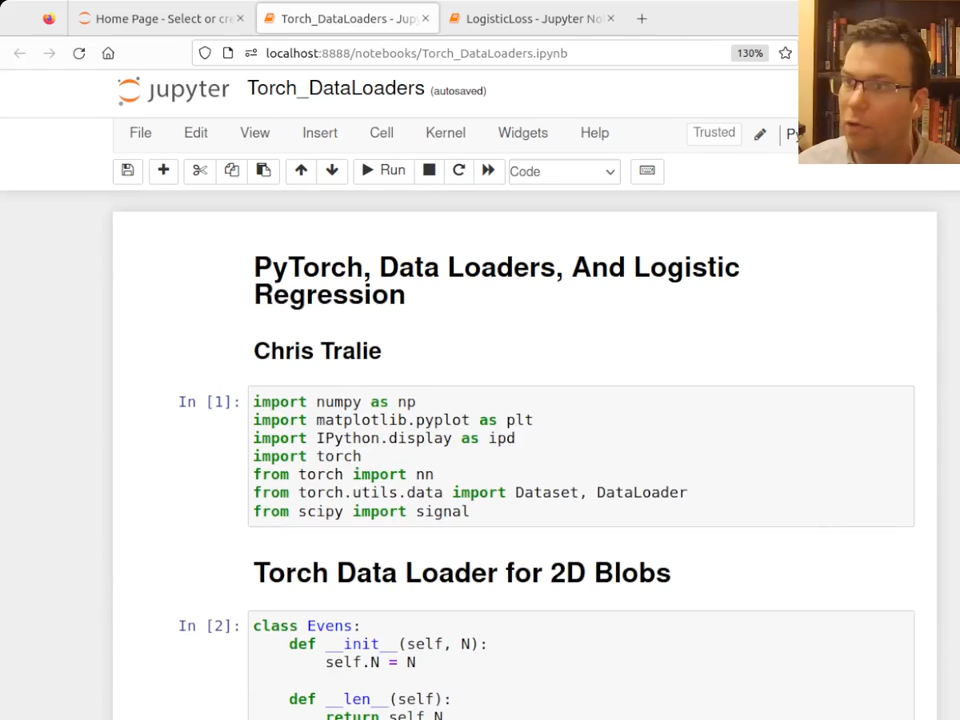 Home Page - Select or cre
Torch_DataLoaders - Jup
LogisticLoss - Jupyter No
localhost:8888/notebooks/Torch_DataLoaders.ipynb
130%
jupyter Torch_DataLoaders (autosaved)
File Edit View Insert Cell Kernel Widgets Help Trusted Py
Run Code
PyTorch, Data Loaders, And Logistic
Regression
Chris Tralie
In [1]: import numpy as np
import matplotlib.pyplot as plt
import IPython.display as ipd
import torch
from torch import nn
from torch.utils.data import Dataset, DataLoader
from scipy import signal
Torch Data Loader for 2D Blobs
In [2]: class Evens:
def __init__(self, N):
self.N = N
def __len__(self):
return self.N